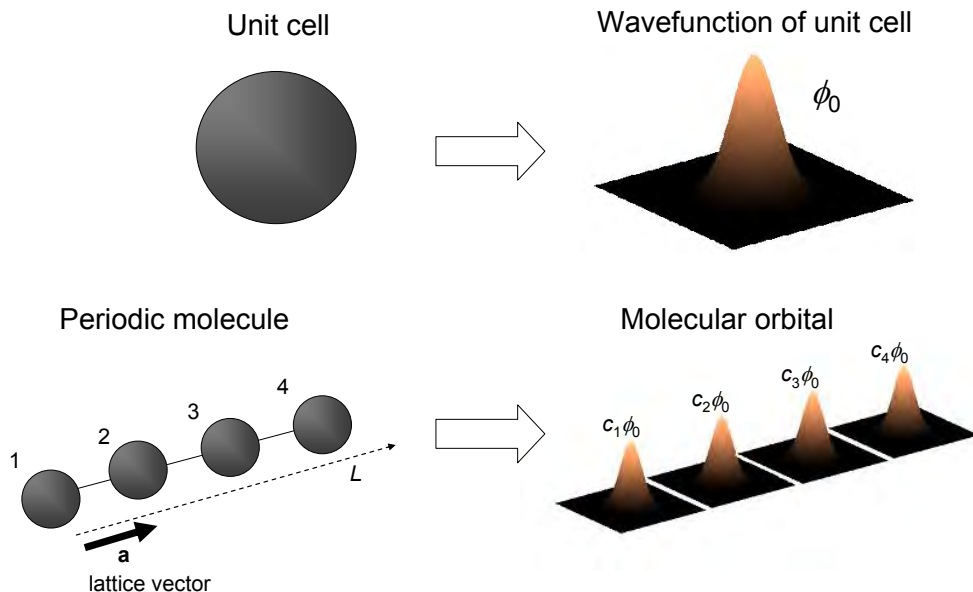 Unit cell
Wavefunction of unit cell
ϕ₀
Periodic molecule
Molecular orbital
1
2
3
4
L
a
lattice vector
c₁ϕ₀
c₂ϕ₀
c₃ϕ₀
c₄ϕ₀